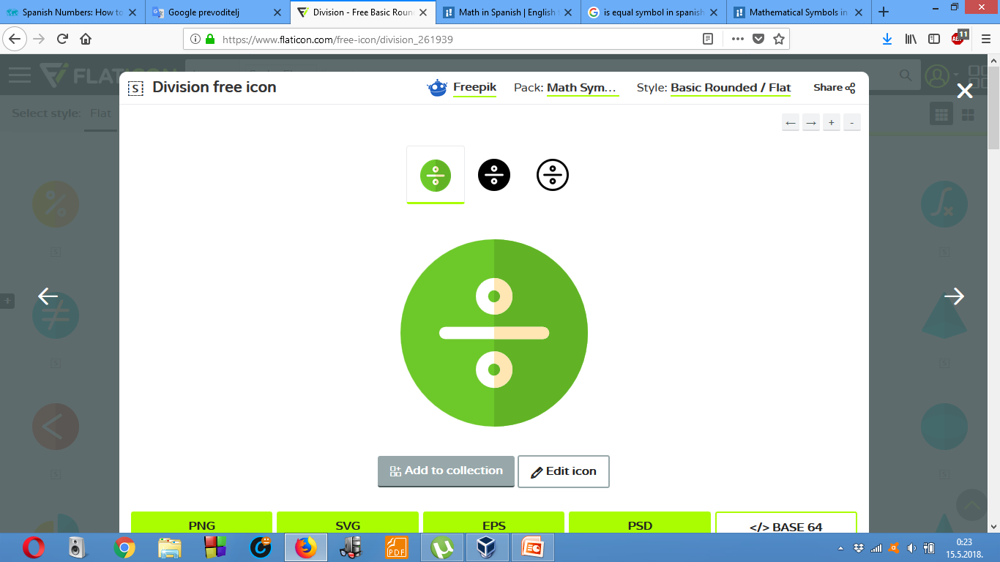 Spanish Numbers: How to
Google prevoditelj
Division - Free Basic Roun
Math in Spanish | English
is equal symbol in spanish
Mathematical Symbols in
https://www.flaticon.com/free-icon/division_261939
11
ABP
FLATICON
S Division free icon
Freepik
Pack: Math Sym...
Style: Basic Rounded / Flat
Share
Select style: Flat
← → + -
Add to collection
Edit icon
PNG
SVG
EPS
PSD
</> BASE 64
PDF
0:23
15.5.2018.